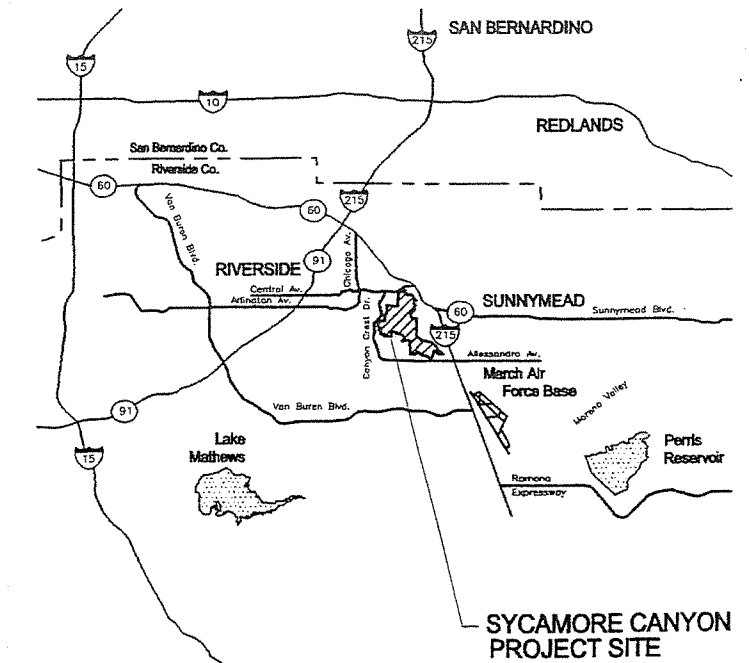 215
SAN BERNARDINO
15
10
REDLANDS
San Bernardino Co.
Riverside Co.
60
60
215
Van Buren Blvd.
91
Chicago Av.
RIVERSIDE
Central Av.
Arlington Av.
Canyon Crest Dr.
SUNNYMEAD
60
Sunnymead Blvd.
215
Allessandro Av.
March Air
Force Base
Van Buren Blvd.
91
Moreno Valley
Lake
Mathews
Perris
Reservoir
15
Ramona
Expressway
SYCAMORE CANYON
PROJECT SITE